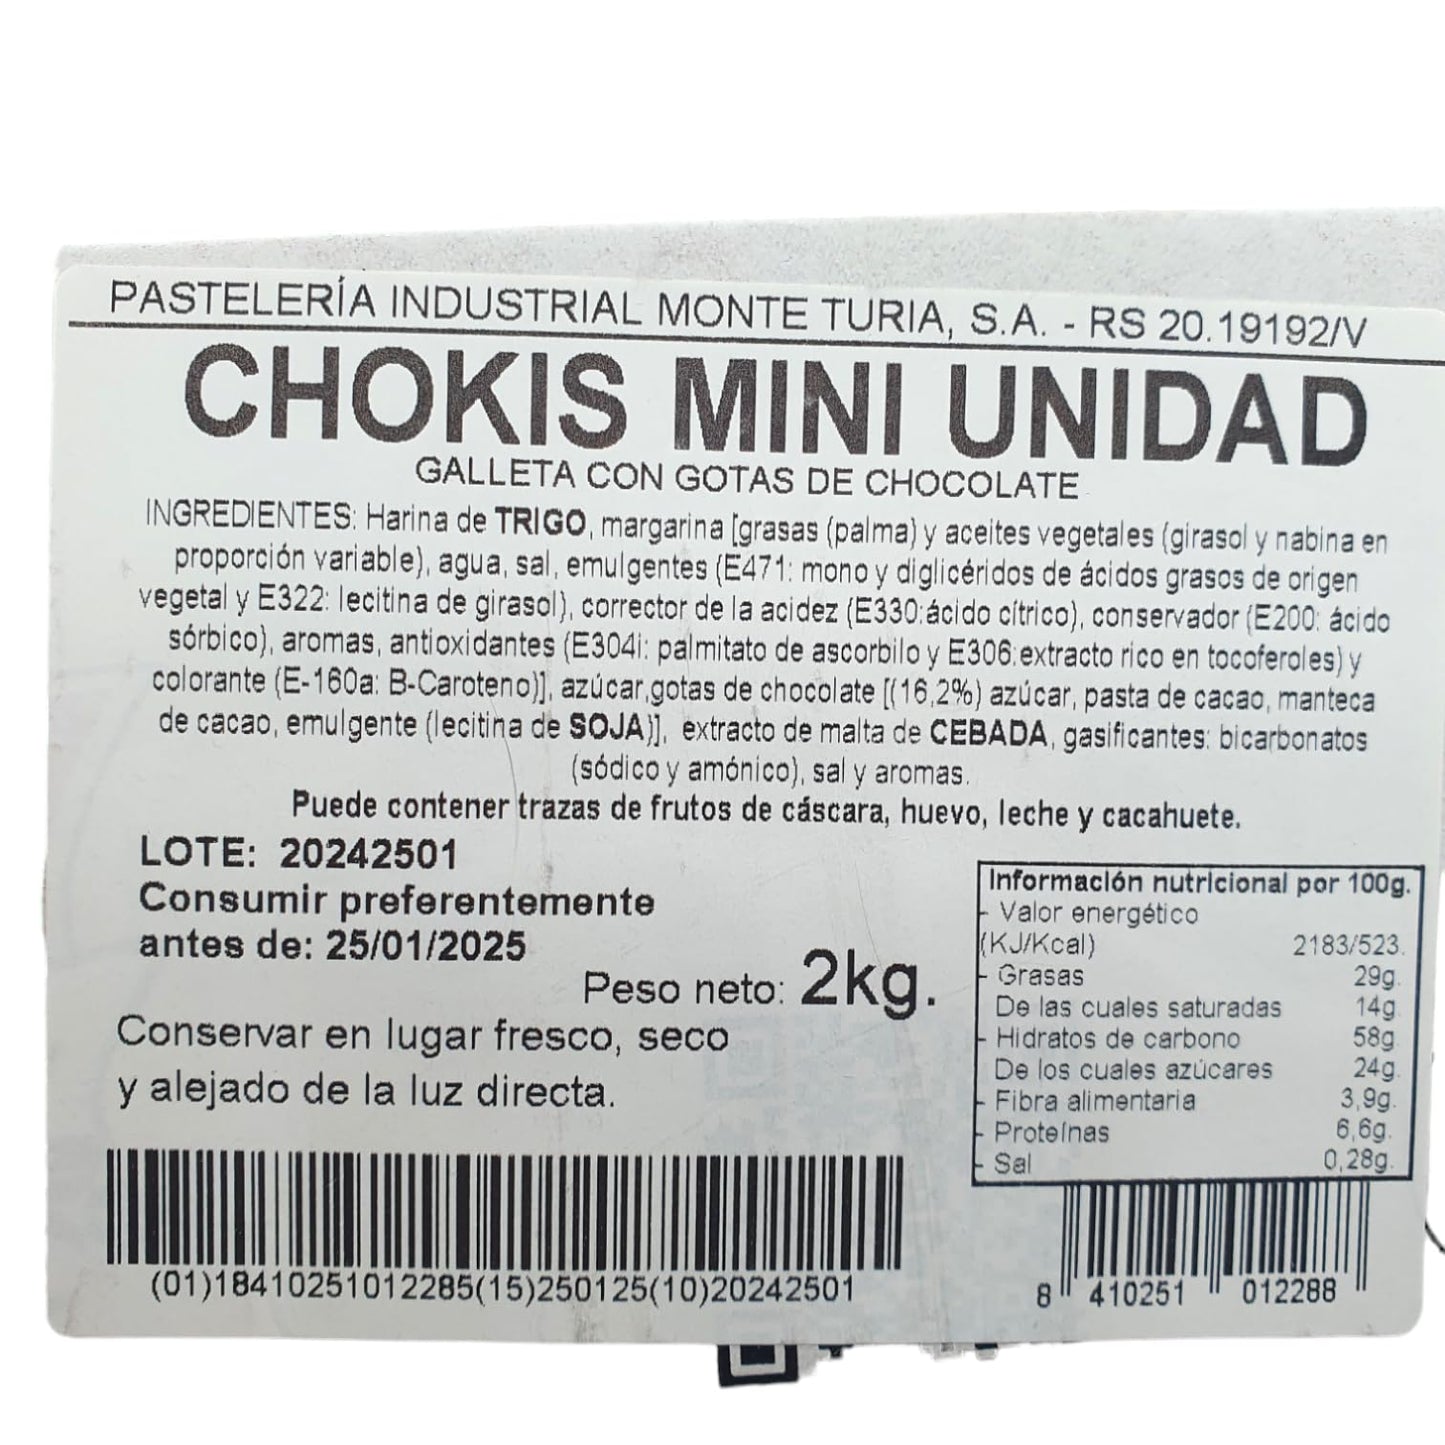 PASTELERÍA INDUSTRIAL MONTE TURIA, S.A. - RS 20.19192/V
CHOKIS MINI UNIDAD
GALLETA CON GOTAS DE CHOCOLATE
INGREDIENTES: Harina de TRIGO, margarina [grasas (palma) y aceites vegetales (girasol y nabina en
proporción variable), agua, sal, emulgentes (E471: mono y diglicéridos de ácidos grasos de origen
vegetal y E322: lecitina de girasol), corrector de la acidez (E330:ácido cítrico), conservador (E200: ácido
sórbico), aromas, antioxidantes (E304i: palmitato de ascorbilo y E306:extracto rico en tocoferoles) y
colorante (E-160a: B-Caroteno)], azúcar,gotas de chocolate [(16,2%) azúcar, pasta de cacao, manteca
de cacao, emulgente (lecitina de SOJA)], extracto de malta de CEBADA, gasificantes: bicarbonatos
(sódico y amónico), sal y aromas.
Puede contener trazas de frutos de cáscara, huevo, leche y cacahuete.
LOTE: 20242501
Consumir preferentemente
antes de: 25/01/2025
Peso neto: 2kg.
Conservar en lugar fresco, seco
y alejado de la luz directa.
Información nutricional por 100g.
- Valor energético
(KJ/Kcal) 2183/523.
- Grasas 29g.
De las cuales saturadas 14g.
- Hidratos de carbono 58g.
De los cuales azúcares 24g.
- Fibra alimentaria 3,9g.
- Proteínas 6,6g.
- Sal 0,28g.
(01)18410251012285(15)250125(10)20242501
8 410251 012288